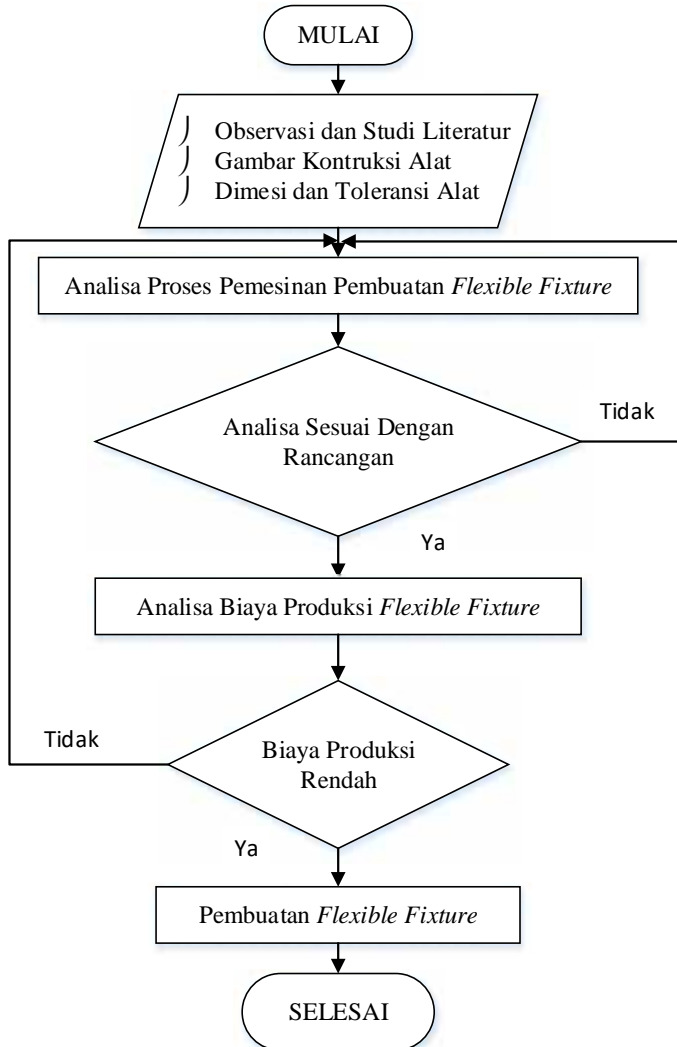 MULAI
Observasi dan Studi Literatur
Gambar Kontruksi Alat
Dimesi dan Toleransi Alat
Analisa Proses Pemesinan Pembuatan Flexible Fixture
Analisa Sesuai Dengan
Rancangan
Tidak
Ya
Analisa Biaya Produksi Flexible Fixture
Tidak
Biaya Produksi
Rendah
Ya
Pembuatan Flexible Fixture
SELESAI